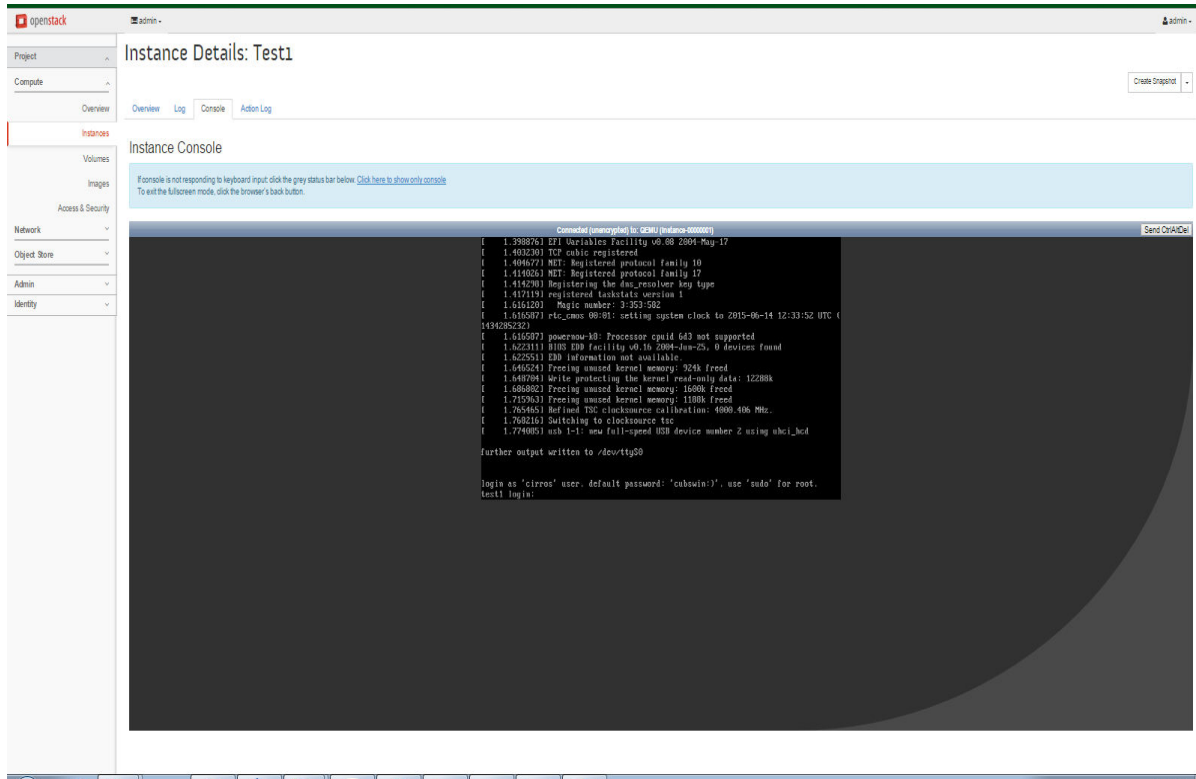 openstack
admin
admin
Project
Instance Details: Test1
Compute
Create Snapshot
Overview
Overview Log Console Action Log
Instances
Instance Console
Volumes
If console is not responding to keyboard input: click the grey status bar below. Click here to show only console
To exit the fullscreen mode, click the browser's back button.
Images
Access & Security
Network
Object Store
Admin
Identity
Connected (unencrypted) to: QEMU (instance-00000001)
Send CtrlAltDel
[ 1.398876] EFI Variables Facility v0.08 2004-May-17
[ 1.403230] TCP cubic registered
[ 1.404677] NET: Registered protocol family 10
[ 1.414026] NET: Registered protocol family 17
[ 1.414290] Registering the dns_resolver key type
[ 1.417119] registered taskstats version 1
[ 1.616120] Magic number: 3:353:582
[ 1.616587] rtc_cmos 00:01: setting system clock to 2015-06-14 12:33:52 UTC (
1434285232)
[ 1.616587] powernow-k8: Processor cpuid 6d3 not supported
[ 1.622311] BIOS EDD facility v0.16 2004-Jun-25, 0 devices found
[ 1.622551] EDD information not available.
[ 1.646524] Freeing unused kernel memory: 924k freed
[ 1.648704] Write protecting the kernel read-only data: 12288k
[ 1.686802] Freeing unused kernel memory: 1600k freed
[ 1.715963] Freeing unused kernel memory: 1188k freed
[ 1.765465] Refined TSC clocksource calibration: 4000.406 MHz.
[ 1.768216] Switching to clocksource tsc
[ 1.774085] usb 1-1: new full-speed USB device number 2 using uhci_hcd
further output written to /dev/ttyS0
login as 'cirros' user. default password: 'cubswin:)'. use 'sudo' for root.
test1 login: